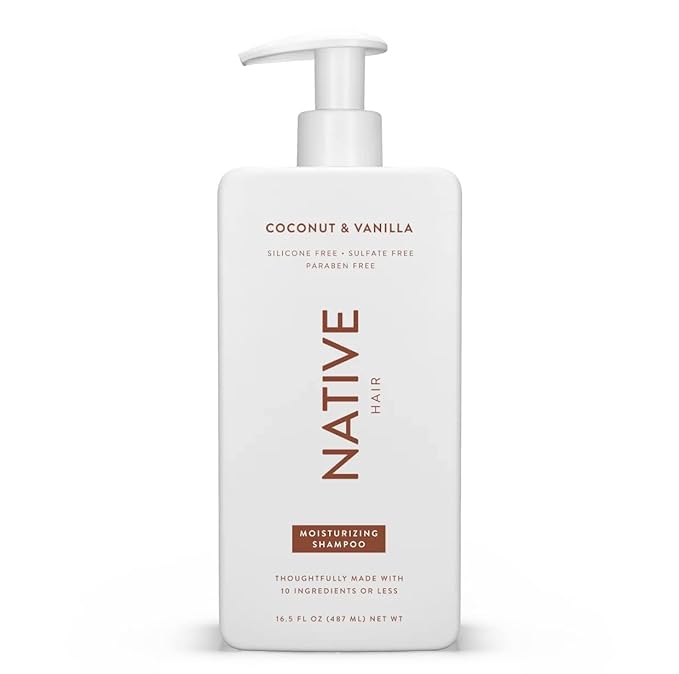 COCONUT & VANILLA
SILICONE FREE • SULFATE FREE
PARABEN FREE
NATIVE
HAIR
MOISTURIZING
SHAMPOO
THOUGHTFULLY MADE WITH
10 INGREDIENTS OR LESS
16.5 FL OZ (487 ML) NET WT